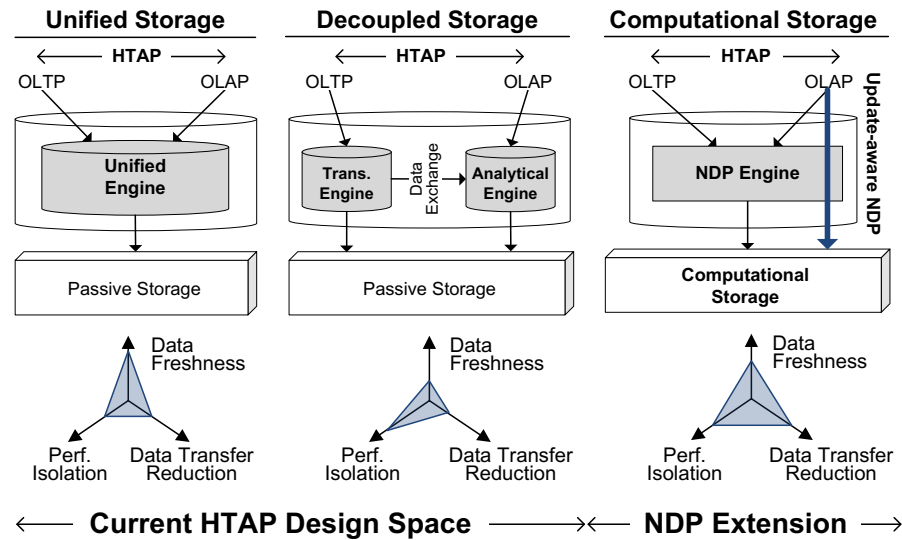 Unified Storage
HTAP
OLTP
OLAP
Unified
Engine
Passive Storage
Data
Freshness
Perf.
Isolation
Data Transfer
Reduction
Decoupled Storage
HTAP
OLTP
OLAP
Trans.
Engine
Data
Exchange
Analytical
Engine
Passive Storage
Data
Freshness
Perf.
Isolation
Data Transfer
Reduction
Computational Storage
HTAP
OLTP
OLAP
Update-aware NDP
NDP Engine
Computational
Storage
Data
Freshness
Perf.
Isolation
Data Transfer
Reduction
Current HTAP Design Space
NDP Extension